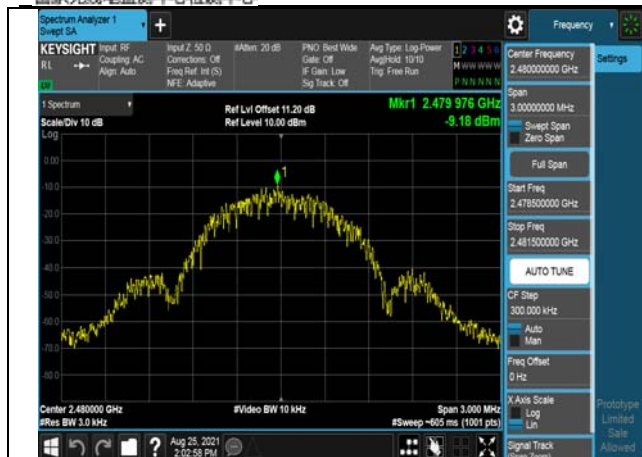 Spectrum Analyzer 1
Swept SA
Frequency
KEYSIGHT
RL
Input: RF
Coupling: AC
Align: Auto
Input Z: 50 Ω
Corrections: Off
Freq Ref: Int (S)
NFE: Adaptive
#Atten: 20 dB
PNO: Best Wide
Gate: Off
IF Gain: Low
Sig Track: Off
Avg Type: Log-Power
Avg|Hold: 10/10
Trig: Free Run
1 2 3 4 5 6
M W W W W W
P N N N N N
Center Frequency
2.480000000 GHz
Settings
Span
3.00000000 MHz
Swept Span
Zero Span
Full Span
Start Freq
2.478500000 GHz
Stop Freq
2.481500000 GHz
AUTO TUNE
CF Step
300.000 kHz
Auto
Man
Freq Offset
0 Hz
X Axis Scale
Log
Lin
Signal Track
(Span Zoom)
Prototype
Limited
Sale
Allowed
1 Spectrum
Scale/Div 10 dB
Log
Ref Lvl Offset 11.20 dB
Ref Level 10.00 dBm
Mkr1 2.479 976 GHz
-9.18 dBm
1
0.00
-10.0
-20.0
-30.0
-40.0
-50.0
-60.0
-70.0
-80.0
Center 2.480000 GHz
#Res BW 3.0 kHz
#Video BW 10 kHz
Span 3.000 MHz
#Sweep ~605 ms (1001 pts)
?
Aug 25, 2021
2:02:58 PM